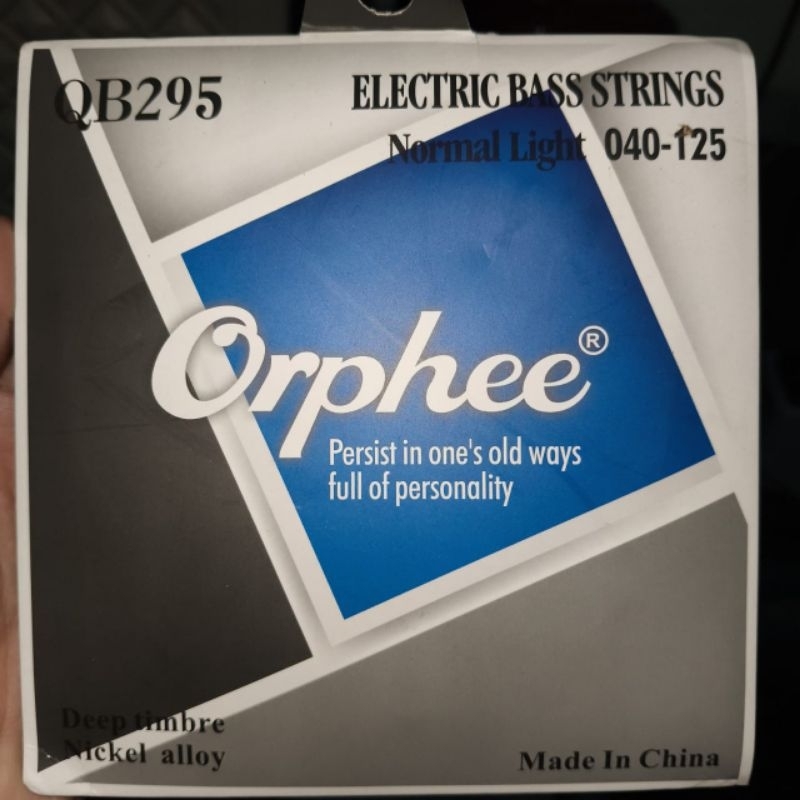 QB295
ELECTRIC BASS STRINGS
Normal Light 040-125
Orphee®
Persist in one's old ways
full of personality
Deep timbre
Nickel alloy
Made In China